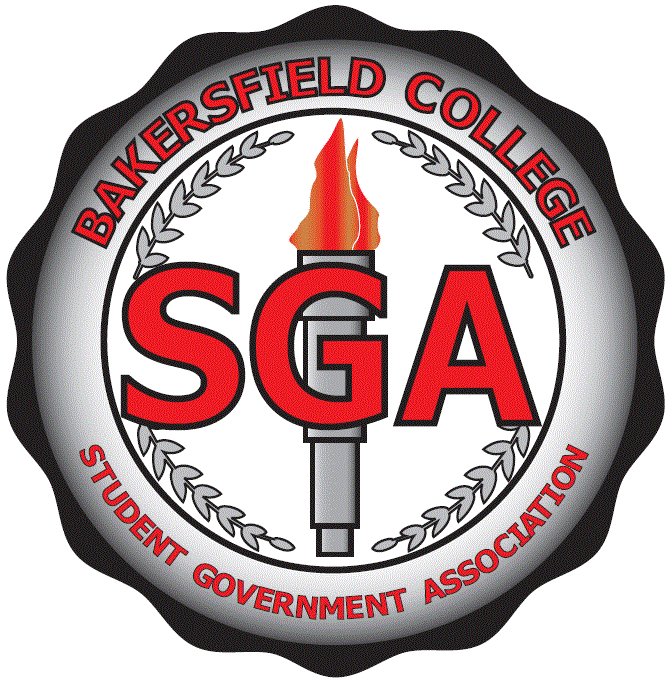 BAKERSFIELD COLLEGE
SGA
STUDENT GOVERNMENT ASSOCIATION